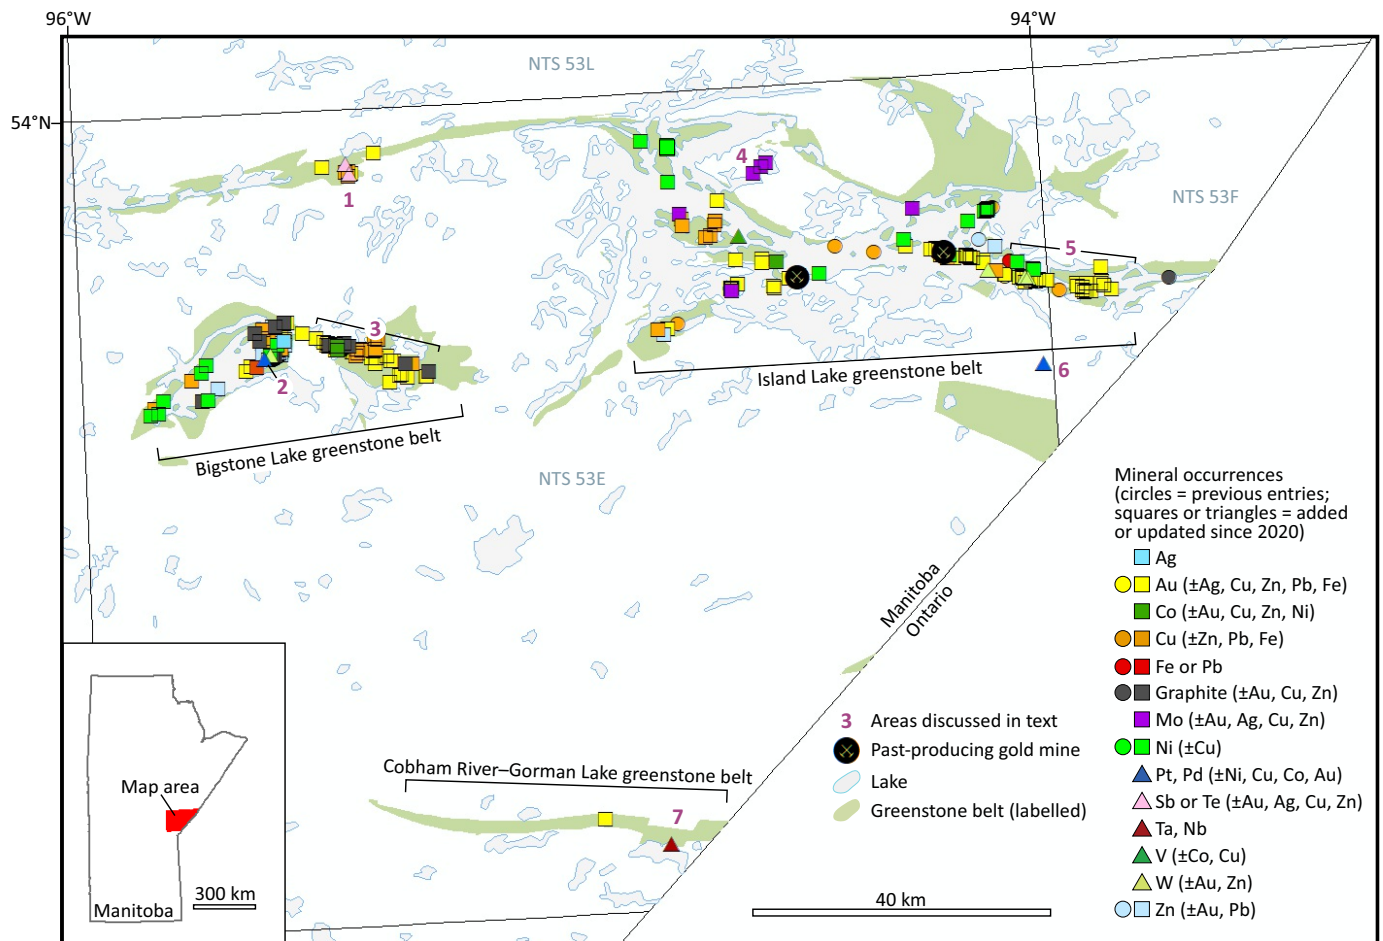 96°W
94°W
NTS 53L
54°N
4
1
NTS 53F
5
3
2
6
Island Lake greenstone belt
Bigstone Lake greenstone belt
NTS 53E
Manitoba
Ontario
Mineral occurrences
(circles = previous entries;
squares or triangles = added
or updated since 2020)
Ag
Au (±Ag, Cu, Zn, Pb, Fe)
Co (±Au, Cu, Zn, Ni)
Cu (±Zn, Pb, Fe)
Fe or Pb
Graphite (±Au, Cu, Zn)
Mo (±Au, Ag, Cu, Zn)
Ni (±Cu)
Pt, Pd (±Ni, Cu, Co, Au)
Sb or Te (±Au, Ag, Cu, Zn)
Ta, Nb
V (±Co, Cu)
W (±Au, Zn)
Zn (±Au, Pb)
3 Areas discussed in text
Past-producing gold mine
Lake
Greenstone belt (labelled)
40 km
Cobham River–Gorman Lake greenstone belt
7
Map area
300 km
Manitoba